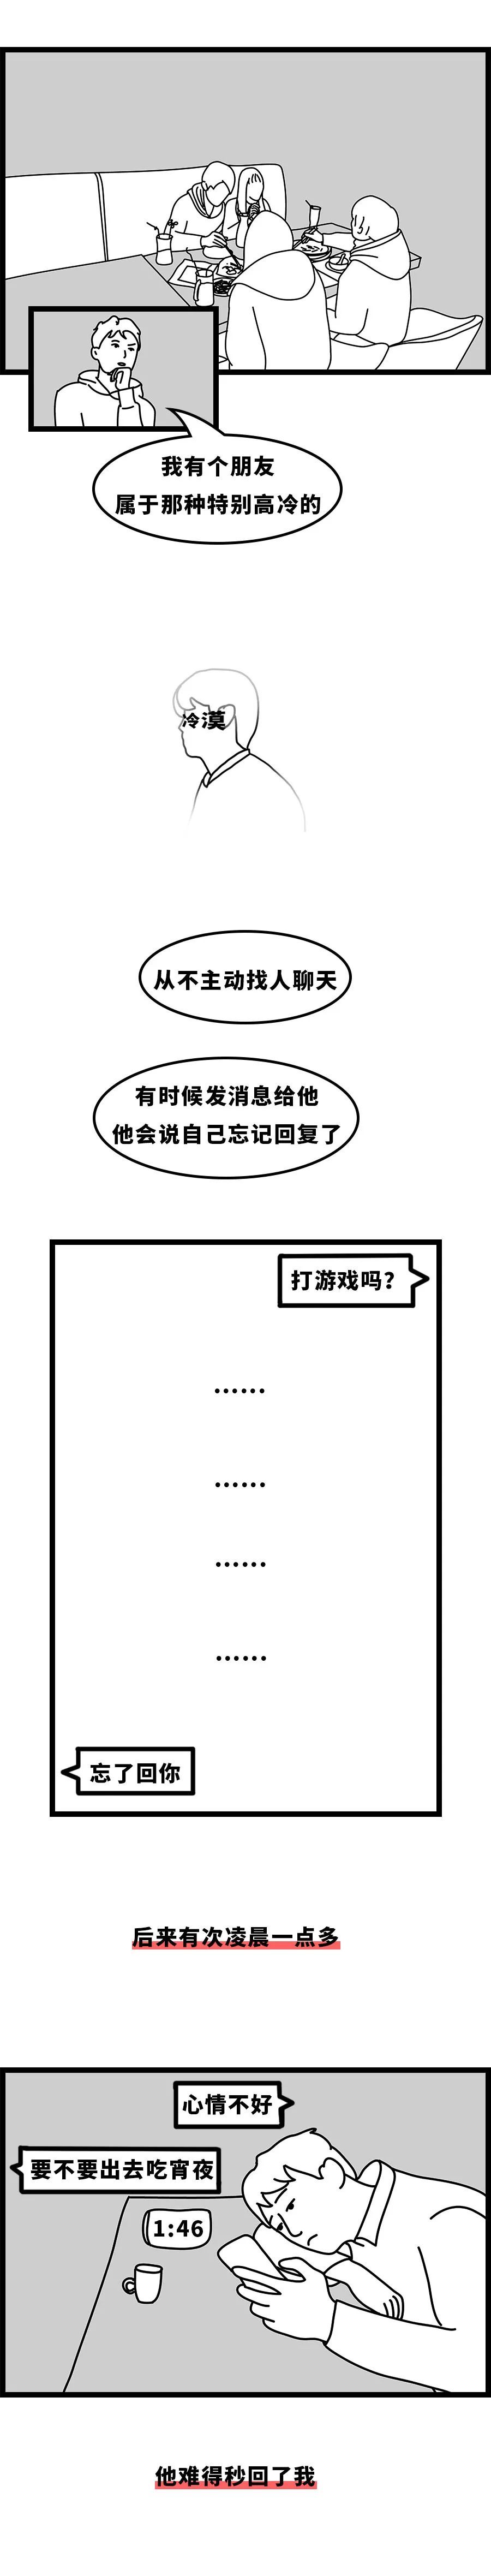 我有个朋友
属于那种特别高冷的
冷漠
从不主动找人聊天
有时候发消息给他
他会说自己忘记回复了
打游戏吗?
……
……
……
……
忘了回你
后来有次凌晨一点多
心情不好
要不要出去吃宵夜
1:46
他难得秒回了我